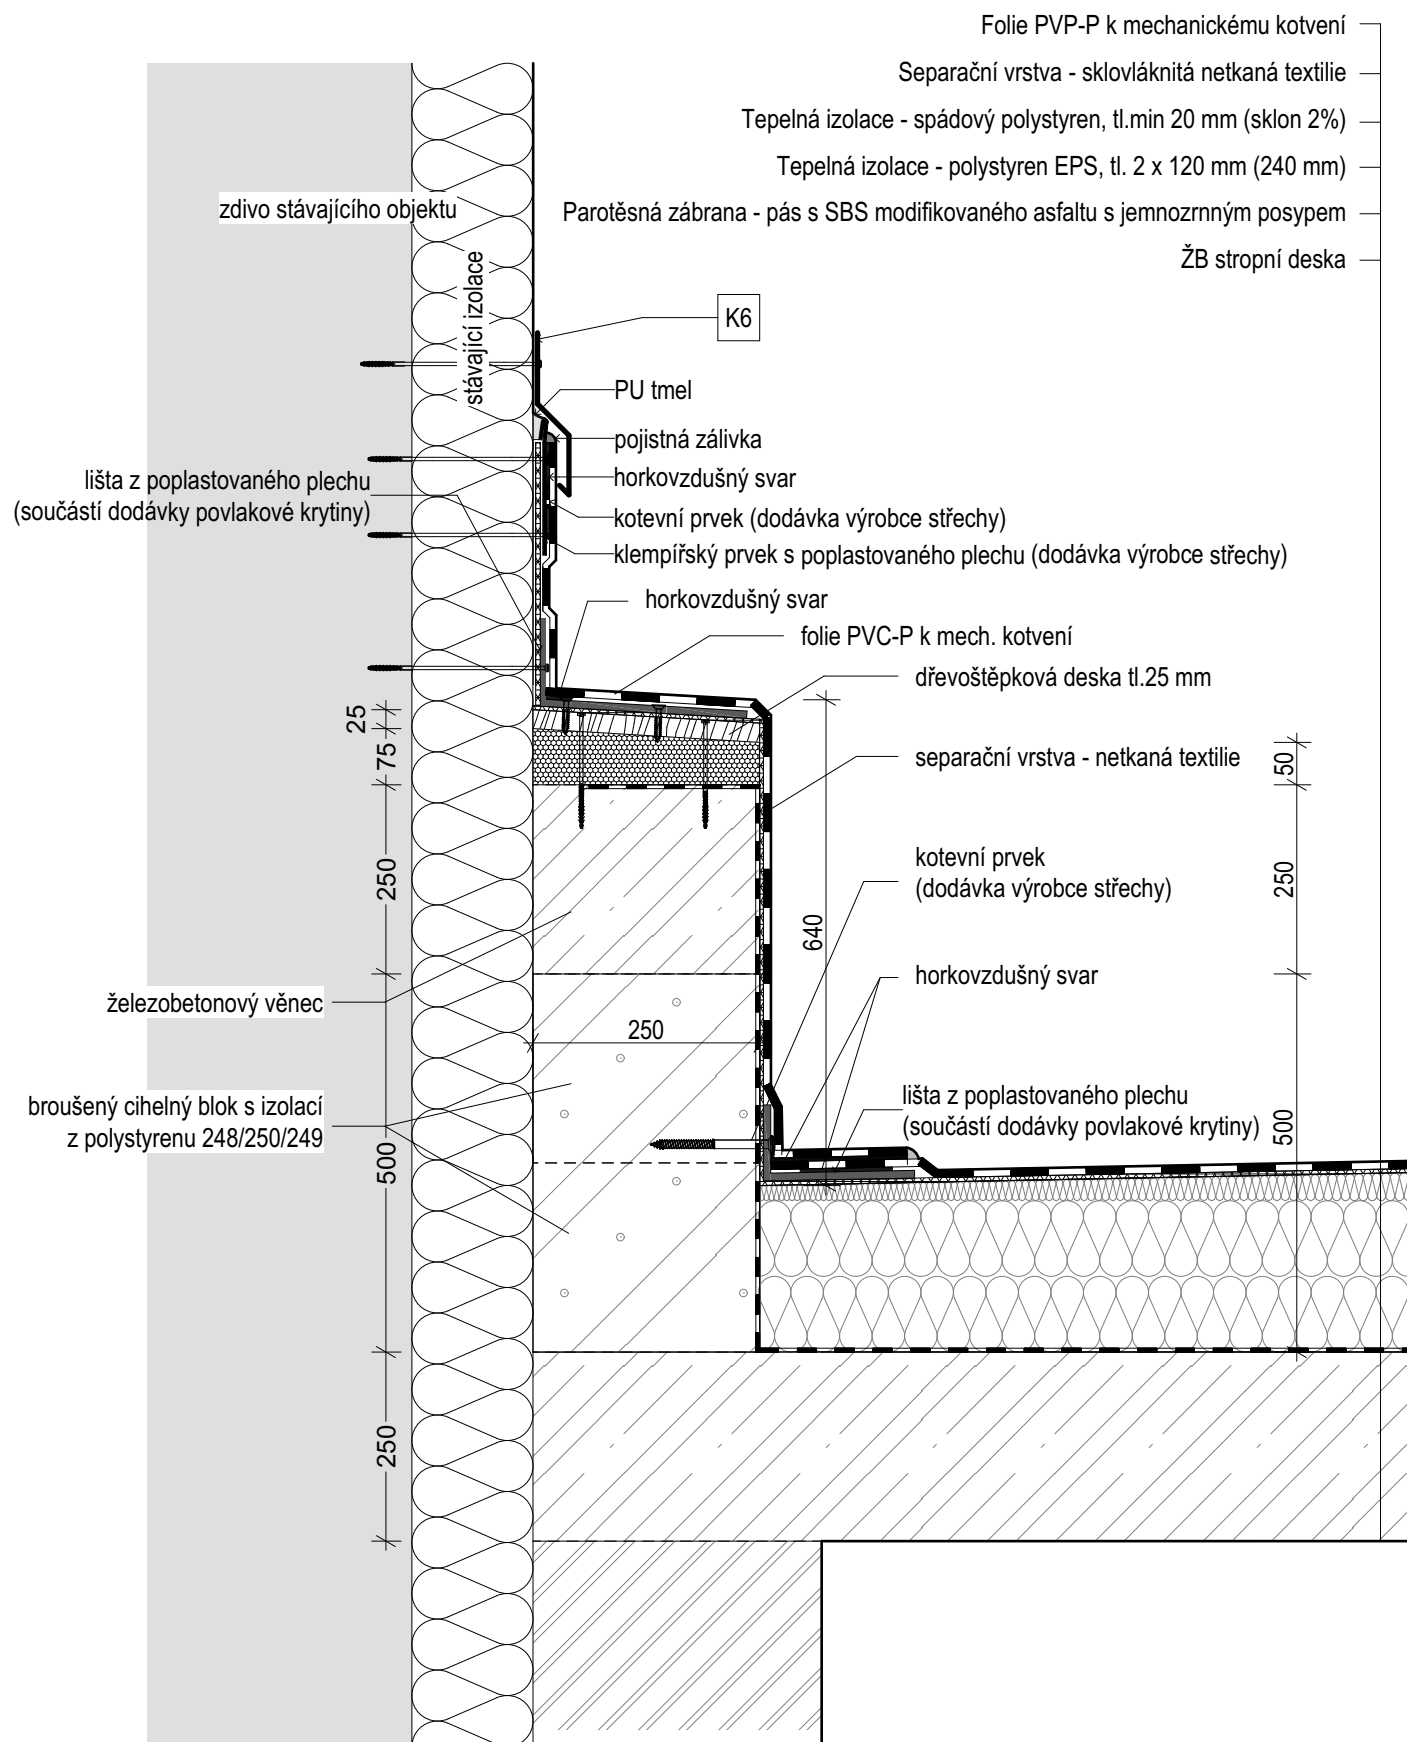 Folie PVP-P k mechanickému kotvení
Separační vrstva - sklovláknitá netkaná textilie
Tepelná izolace - spádový polystyren, tl.min 20 mm (sklon 2%)
Tepelná izolace - polystyren EPS, tl. 2 x 120 mm (240 mm)
Parotěsná zábrana - pás s SBS modifikovaného asfaltu s jemnozrnným posypem
ŽB stropní deska
zdivo stávajícího objektu
stávající izolace
K6
PU tmel
pojistná zálivka
horkovzdušný svar
lišta z poplastovaného plechu
(součástí dodávky povlakové krytiny)
kotevní prvek (dodávka výrobce střechy)
klempířský prvek s poplastovaného plechu (dodávka výrobce střechy)
horkovzdušný svar
folie PVC-P k mech. kotvení
dřevoštěpková deska tl.25 mm
25
75
separační vrstva - netkaná textilie
50
kotevní prvek
(dodávka výrobce střechy)
250
250
640
horkovzdušný svar
železobetonový věnec
250
lišta z poplastovaného plechu
(součástí dodávky povlakové krytiny)
broušený cihelný blok s izolací
z polystyrenu 248/250/249
500
500
250